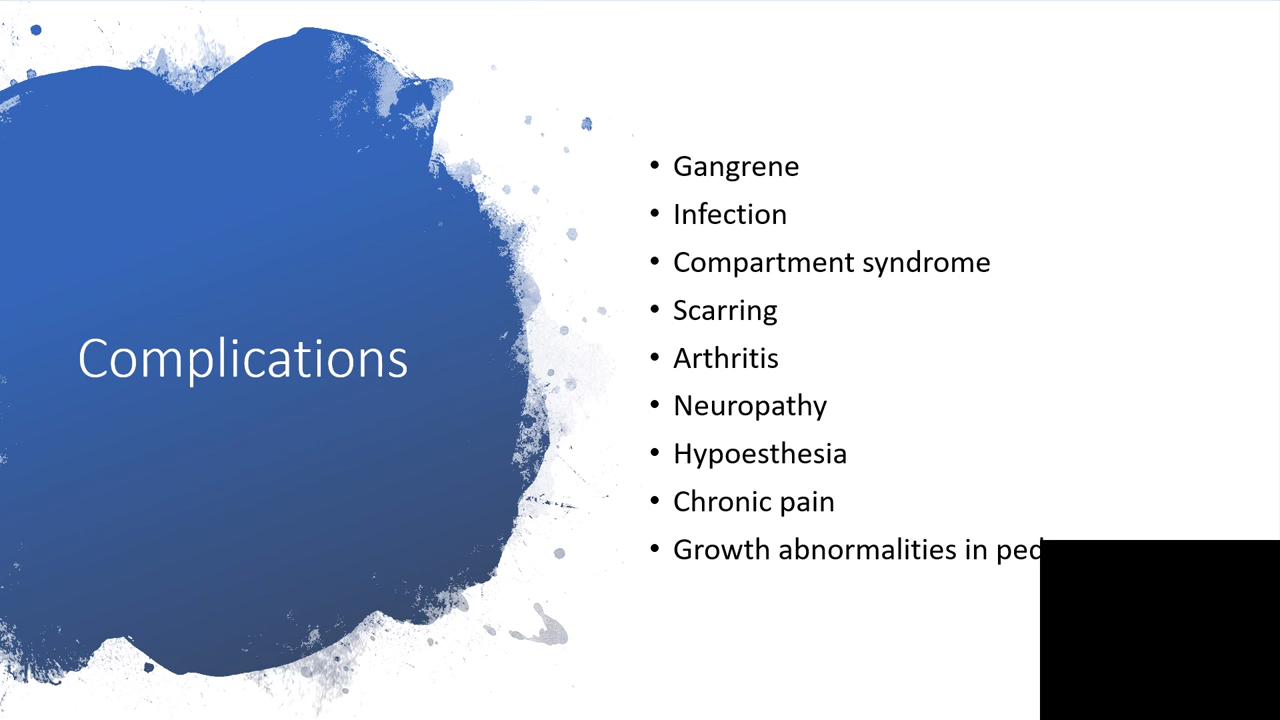 Complications
• Gangrene
• Infection
• Compartment syndrome
• Scarring
• Arthritis
• Neuropathy
• Hypoesthesia
• Chronic pain
• Growth abnormalities in